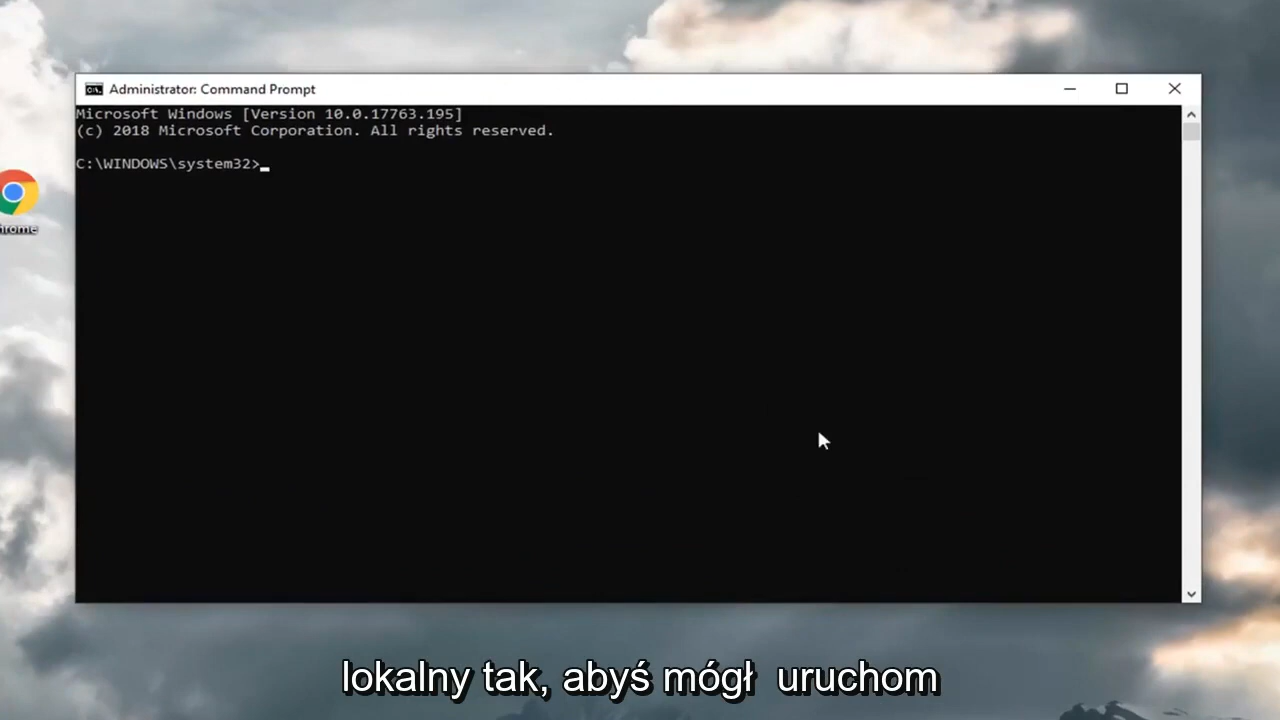 Administrator: Command Prompt
Microsoft Windows [Version 10.0.17763.195]
(c) 2018 Microsoft Corporation. All rights reserved.
C:\WINDOWS\system32>
hrome
lokalny tak, abyś mógł uruchom